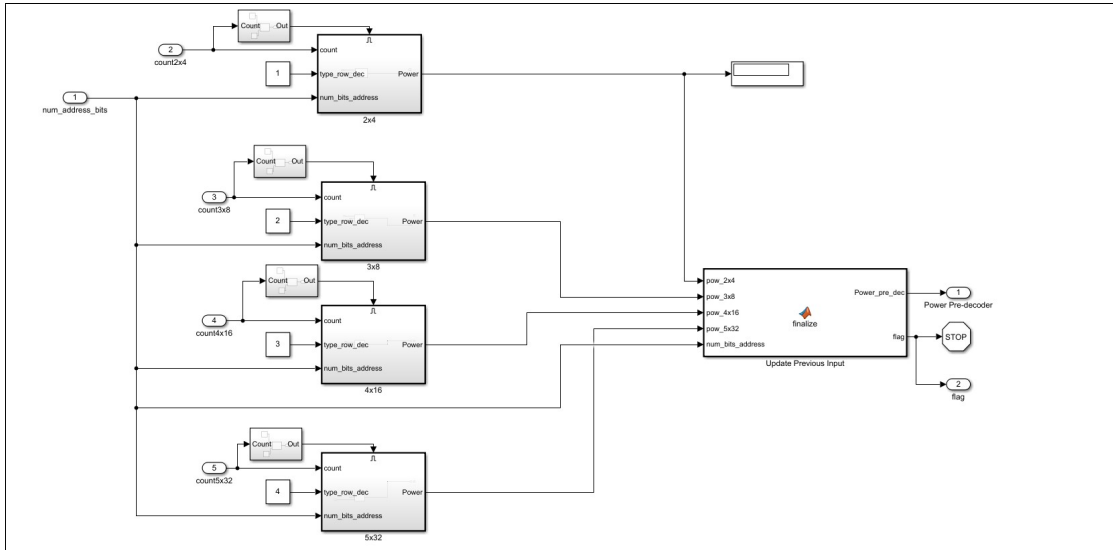 Count Out
2
count2x4
count
1
type_row_dec
Power
num_bits_address
2x4
1
num_address_bits
Count Out
3
count3x8
count
2
type_row_dec
Power
num_bits_address
3x8
Count Out
4
count4x16
count
3
type_row_dec
Power
num_bits_address
4x16
pow_2x4
pow_3x8
pow_4x16
pow_5x32
num_bits_address
finalize
Power_pre_dec
flag
Update Previous Input
1
Power Pre-decoder
STOP
2
flag
Count Out
5
count5x32
count
4
type_row_dec
Power
num_bits_address
5x32